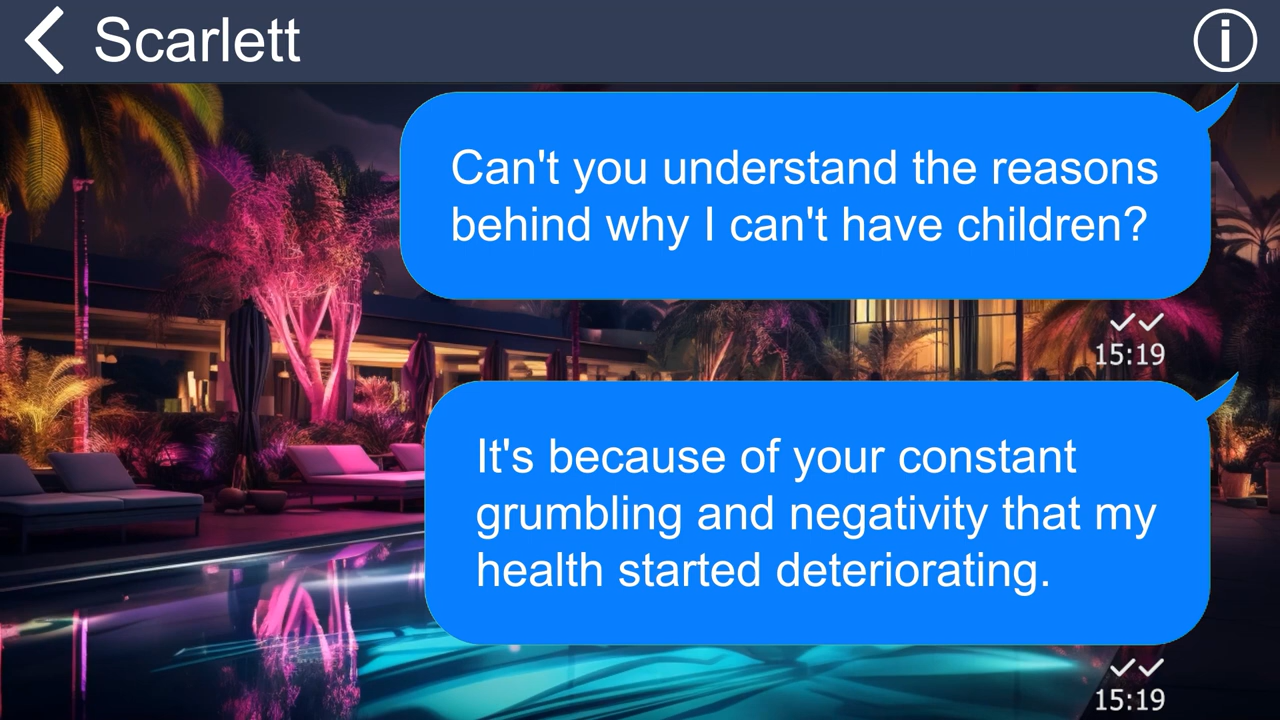 Scarlett
Can't you understand the reasons
behind why I can't have children?
15:19
It's because of your constant
grumbling and negativity that my
health started deteriorating.
15:19